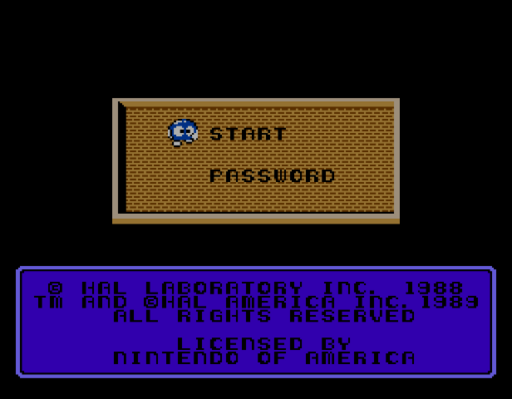 START
PASSWORD
© HAL LABORATORY INC. 1988
TM AND ©HAL AMERICA INC.1989
ALL RIGHTS RESERVED
LICENSED BY
NINTENDO OF AMERICA